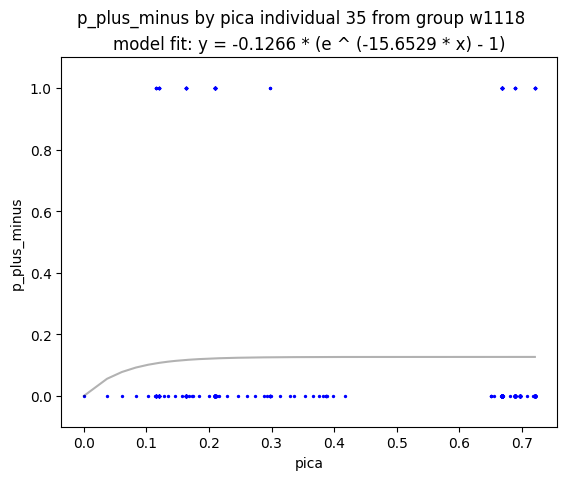 p_plus_minus by pica individual 35 from group w1118
model fit: y = -0.1266 * (e ^ (-15.6529 * x) - 1)
1.0
0.8
0.6
0.4
0.2
0.0
p_plus_minus
0.0 0.1 0.2 0.3 0.4 0.5 0.6 0.7
pica